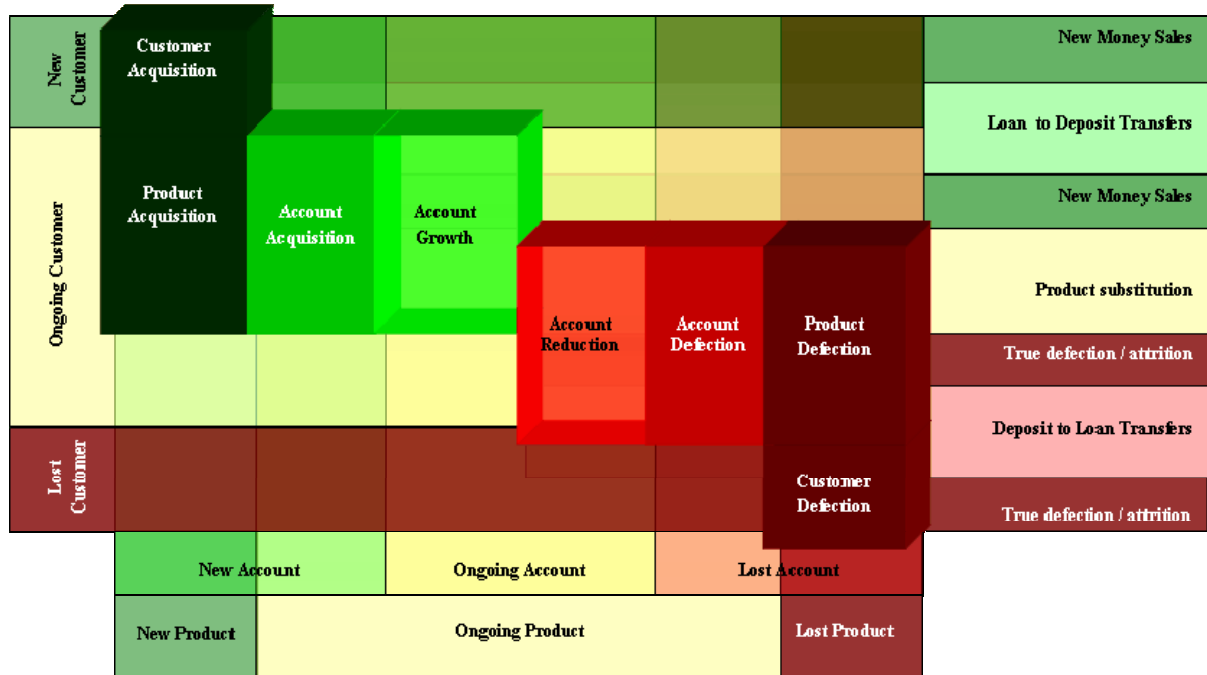 New
Customer
Ongoing Customer
Lost
Customer
Customer
Acquisition
Product
Acquisition
Account
Acquisition
Account
Growth
Account
Reduction
Account
Defection
Product
Defection
Customer
Defection
New Money Sales
Loan to Deposit Transfers
New Money Sales
Product substitution
True defection / attrition
Deposit to Loan Transfers
True defection / attrition
New Account
Ongoing Account
Lost Account
New Product
Ongoing Product
Lost Product